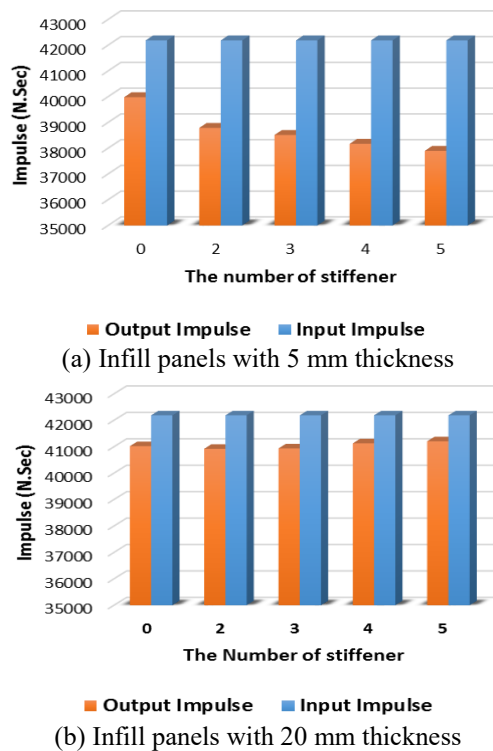 43000
42000
41000
40000
39000
38000
37000
36000
35000
Impulse (N.Sec)
0 2 3 4 5
The number of stiffener
Output Impulse Input Impulse
(a) Infill panels with 5 mm thickness
43000
42000
41000
40000
39000
38000
37000
36000
35000
Impulse (N.Sec)
0 2 3 4 5
The Number of stiffener
Output Impulse Input Impulse
(b) Infill panels with 20 mm thickness